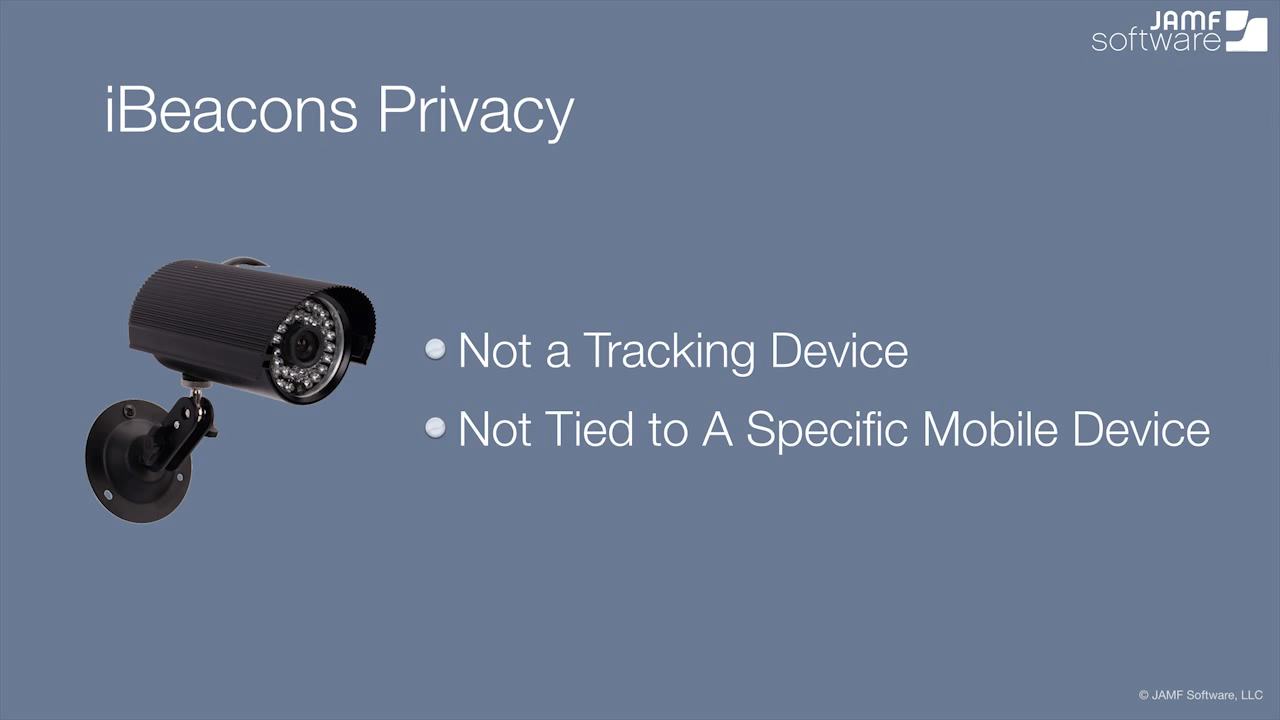 JAMF
software
iBeacons Privacy
Not a Tracking Device
Not Tied to A Specific Mobile Device
© JAMF Software, LLC